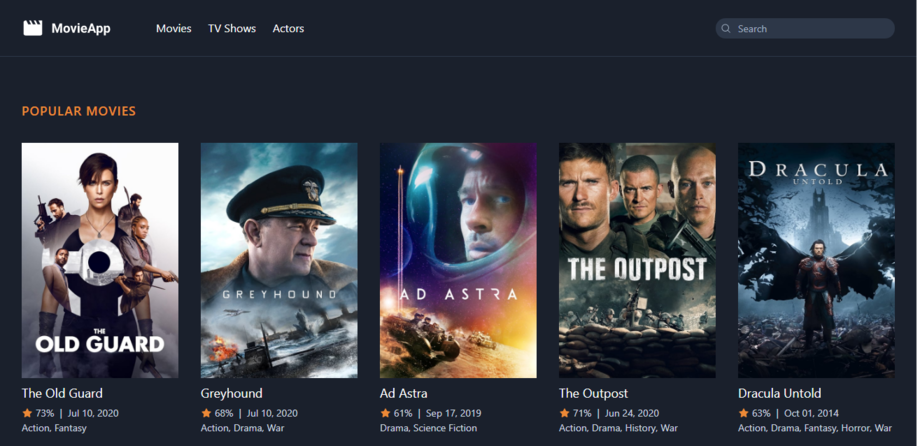 MovieApp Movies TV Shows Actors Search
POPULAR MOVIES
THE
OLD GUARD
GREYHOUND
AD ASTRA
THE OUTPOST
DRACULA
UNTOLD
The Old Guard
73% | Jul 10, 2020
Action, Fantasy
Greyhound
68% | Jul 10, 2020
Action, Drama, War
Ad Astra
61% | Sep 17, 2019
Drama, Science Fiction
The Outpost
71% | Jun 24, 2020
Action, Drama, History, War
Dracula Untold
63% | Oct 01, 2014
Action, Drama, Fantasy, Horror, War